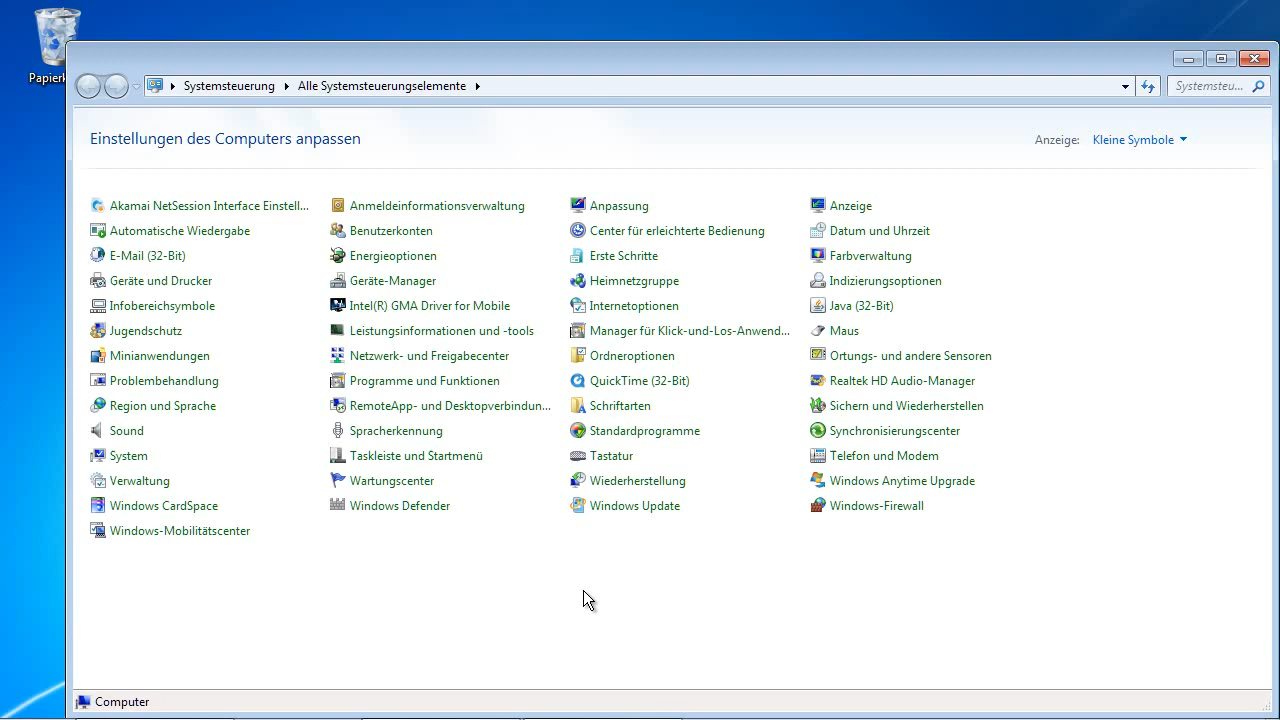 Systemsteuerung Alle Systemsteuerungselemente Systemsteu...
Einstellungen des Computers anpassen Anzeige: Kleine Symbole
Akamai NetSession Interface Einstell... Anmeldeinformationsverwaltung Anpassung Anzeige
Automatische Wiedergabe Benutzerkonten Center für erleichterte Bedienung Datum und Uhrzeit
E-Mail (32-Bit) Energieoptionen Erste Schritte Farbverwaltung
Geräte und Drucker Geräte-Manager Heimnetzgruppe Indizierungsoptionen
Infobereichsymbole Intel(R) GMA Driver for Mobile Internetoptionen Java (32-Bit)
Jugendschutz Leistungsinformationen und -tools Manager für Klick-und-Los-Anwend... Maus
Minianwendungen Netzwerk- und Freigabecenter Ordneroptionen Ortungs- und andere Sensoren
Problembehandlung Programme und Funktionen QuickTime (32-Bit) Realtek HD Audio-Manager
Region und Sprache RemoteApp- und Desktopverbindun... Schriftarten Sichern und Wiederherstellen
Sound Spracherkennung Standardprogramme Synchronisierungscenter
System Taskleiste und Startmenü Tastatur Telefon und Modem
Verwaltung Wartungscenter Wiederherstellung Windows Anytime Upgrade
Windows CardSpace Windows Defender Windows Update Windows-Firewall
Windows-Mobilitätscenter
Computer